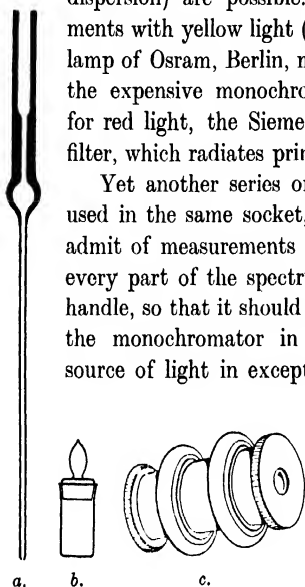 dispersion) are possible.
ments with yellow light (
lamp of Osram, Berlin,
the expensive monochro
for red light, the Sieme
filter, which radiates prin
Yet another series o
used in the same socket,
admit of measurements
every part of the spectr
handle, so that it should
the monochromator in
source of light in except
a. b. c.